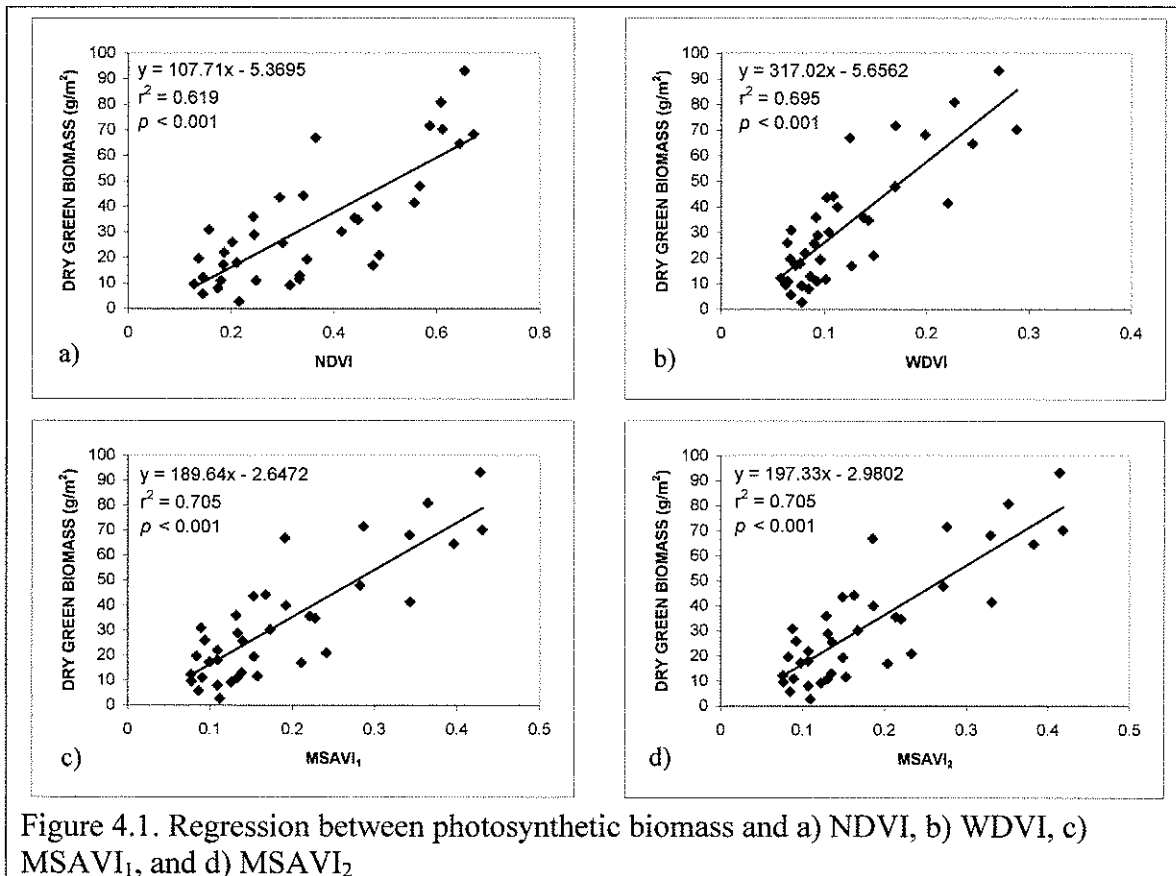 y = 107.71x - 5.3695
r² = 0.619
p < 0.001
DRY GREEN BIOMASS (g/m²)
100
90
80
70
60
50
40
30
20
10
0
0
0.2
0.4
0.6
0.8
a)
NDVI
y = 317.02x - 5.6562
r² = 0.695
p < 0.001
DRY GREEN BIOMASS (g/m²)
100
90
80
70
60
50
40
30
20
10
0
0
0.1
0.2
0.3
0.4
b)
WDVI
y = 189.64x - 2.6472
r² = 0.705
p < 0.001
DRY GREEN BIOMASS (g/m²)
100
90
80
70
60
50
40
30
20
10
0
0
0.1
0.2
0.3
0.4
0.5
c)
MSAVI₁
y = 197.33x - 2.9802
r² = 0.705
p < 0.001
DRY GREEN BIOMASS (g/m²)
100
90
80
70
60
50
40
30
20
10
0
0
0.1
0.2
0.3
0.4
0.5
d)
MSAVI₂
Figure 4.1. Regression between photosynthetic biomass and a) NDVI, b) WDVI, c)
MSAVI₁, and d) MSAVI₂